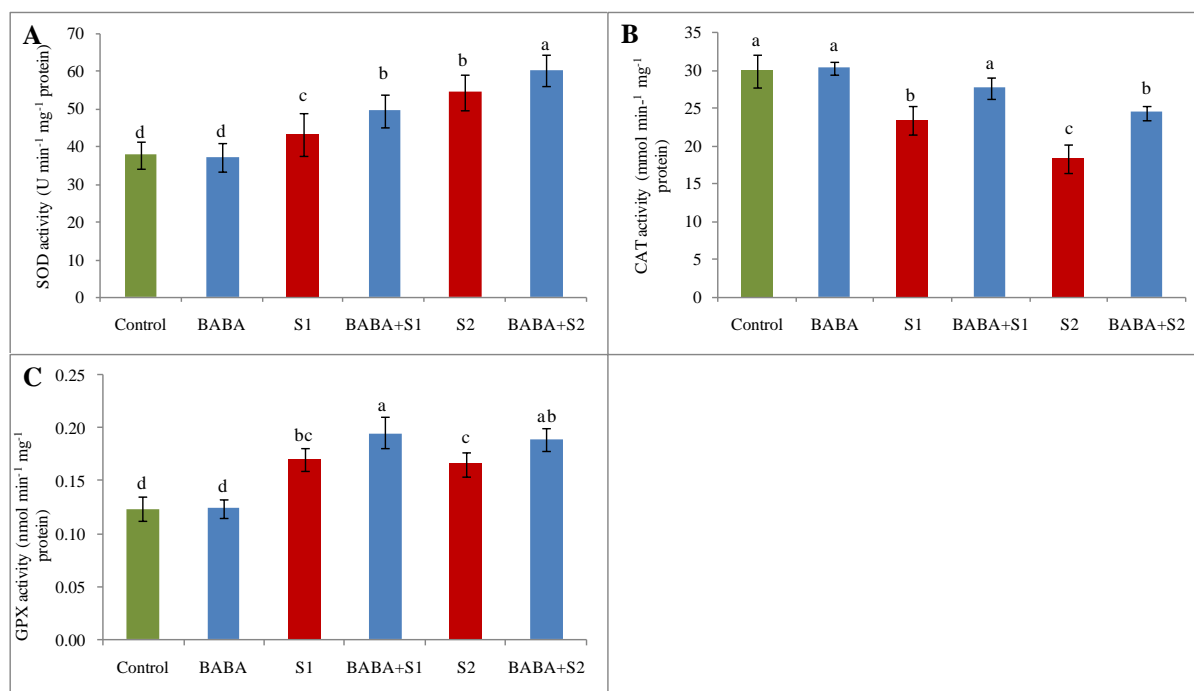 A
SOD activity (U min-1 mg-1 protein)
70
60
50
40
30
20
10
0
d
d
c
b
b
a
Control BABA S1 BABA+S1 S2 BABA+S2
B
CAT activity (nmol min-1 mg-1
protein)
35
30
25
20
15
10
5
0
a
a
b
a
c
b
Control BABA S1 BABA+S1 S2 BABA+S2
C
GPX activity (nmol min-1 mg-1
protein)
0.25
0.20
0.15
0.10
0.05
0.00
d
d
bc
a
c
ab
Control BABA S1 BABA+S1 S2 BABA+S2